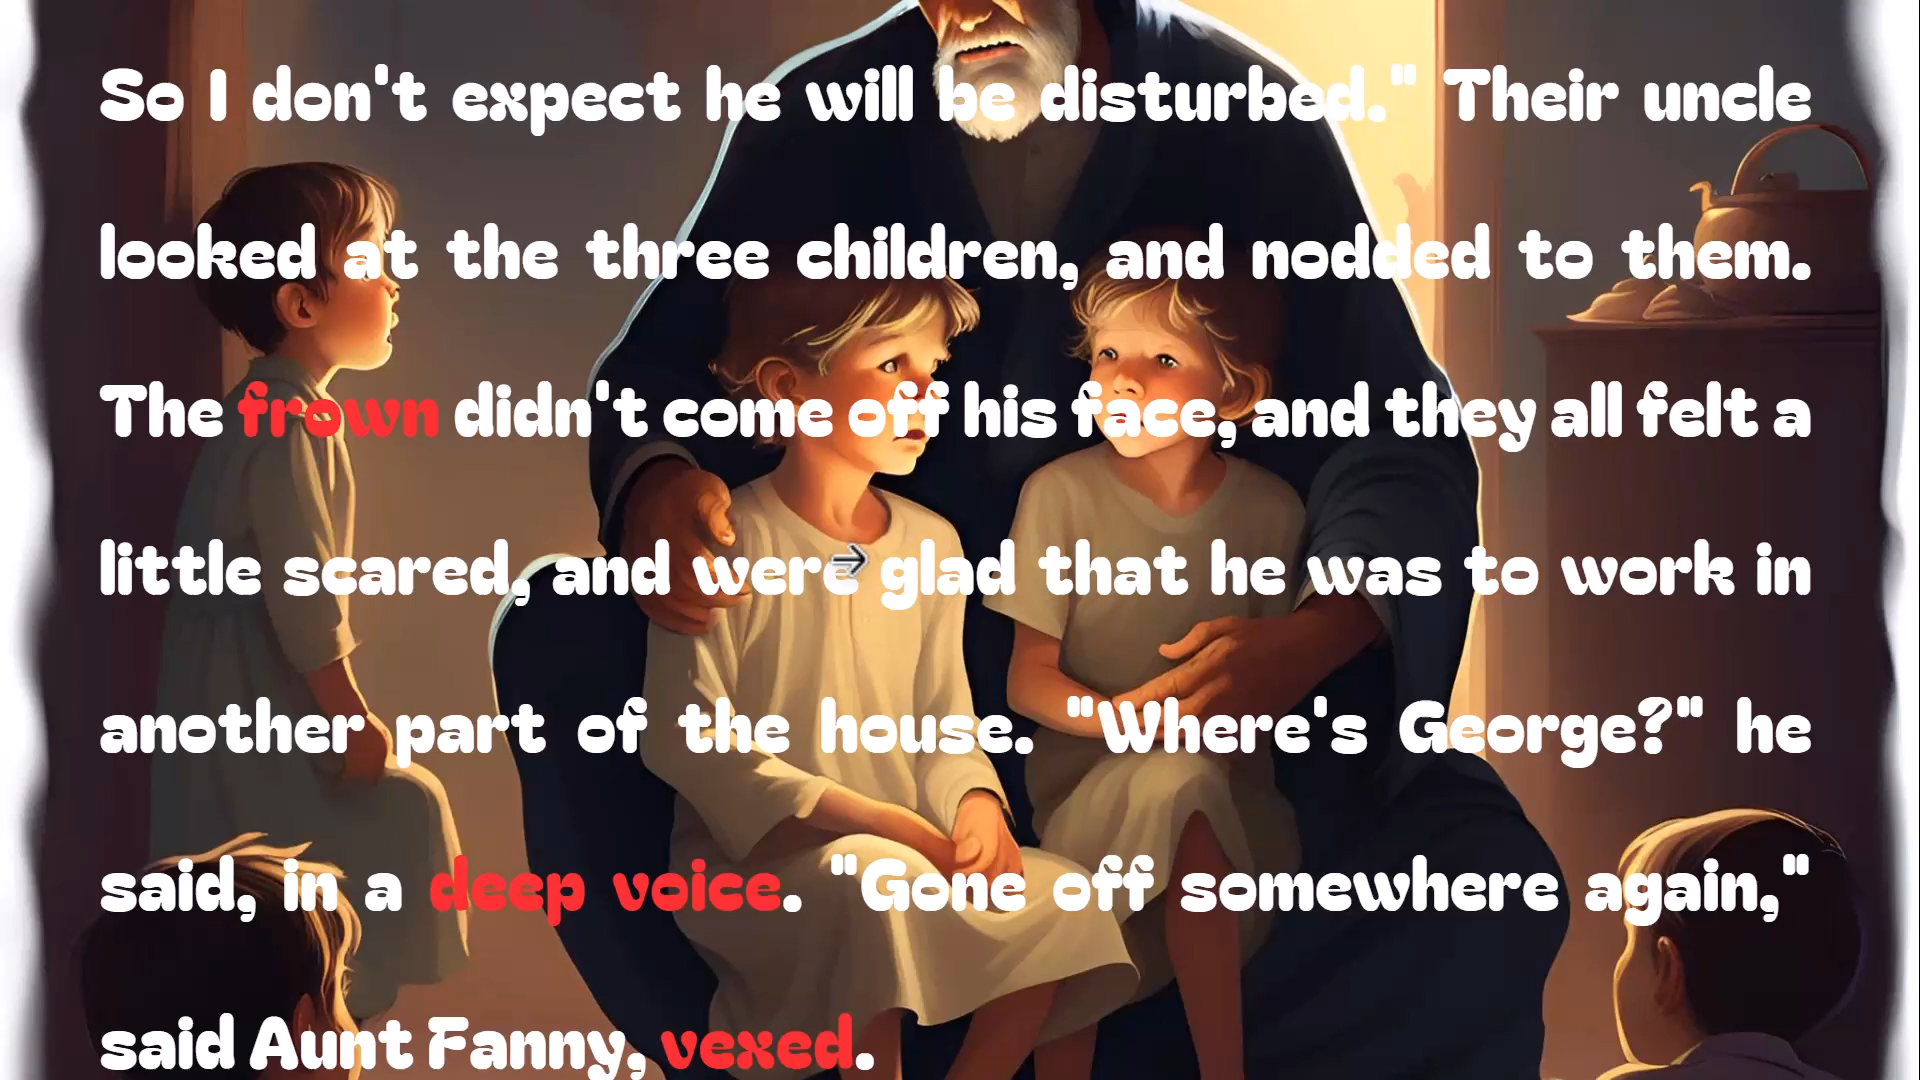 So I don't expect he will be disturbed." Their uncle
looked at the three children, and nodded to them.
The frown didn't come off his face, and they all felt a
little scared, and were glad that he was to work in
another part of the house. "Where's George?" he
said, in a deep voice. "Gone off somewhere again,"
said Aunt Fanny, vexed.